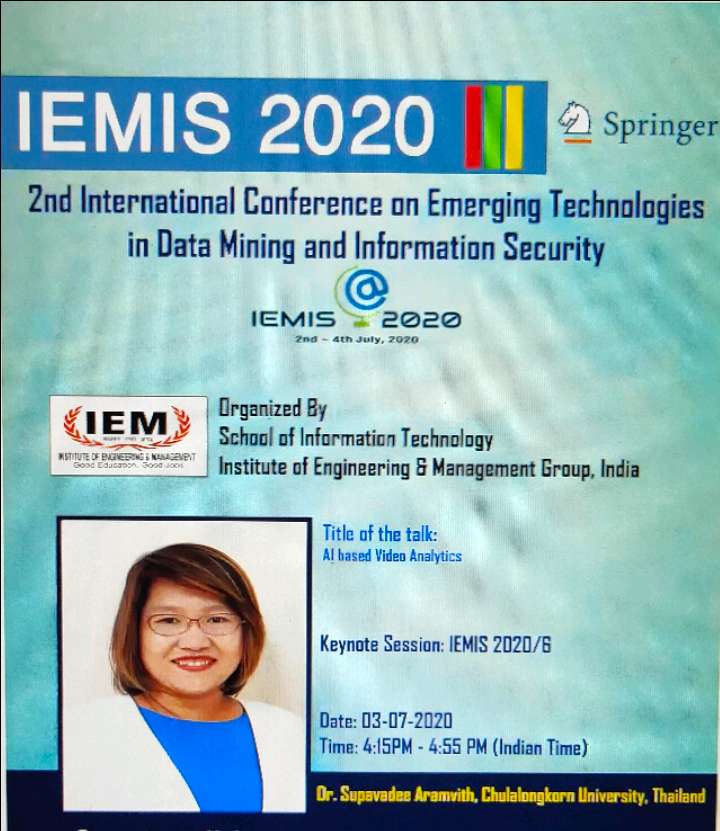 IEMIS 2020
Springer
2nd International Conference on Emerging Technologies
in Data Mining and Information Security
@
IEMIS 2020
2nd - 4th July, 2020
IEM
INSTITUTE OF ENGINEERING & MANAGEMENT
Good Education, Good Jobs
Organized By
School of Information Technology
Institute of Engineering & Management Group, India
Title of the talk:
AI based Video Analytics
Keynote Session: IEMIS 2020/6
Date: 03-07-2020
Time: 4:15PM - 4:55 PM (Indian Time)
Dr. Supavadee Aramvith, Chulalongkorn University, Thailand